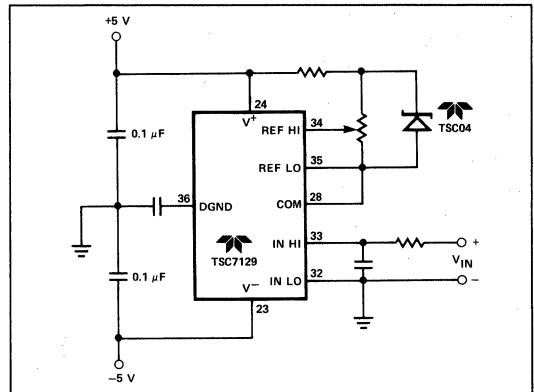 +5 V
24
V+
REF HI
34
TSC04
0.1 μF
REF LO
35
36
DGND
COM
28
IN HI
33
+
TSC7129
VIN
0.1 μF
IN LO
32
−
V−
23
−5 V